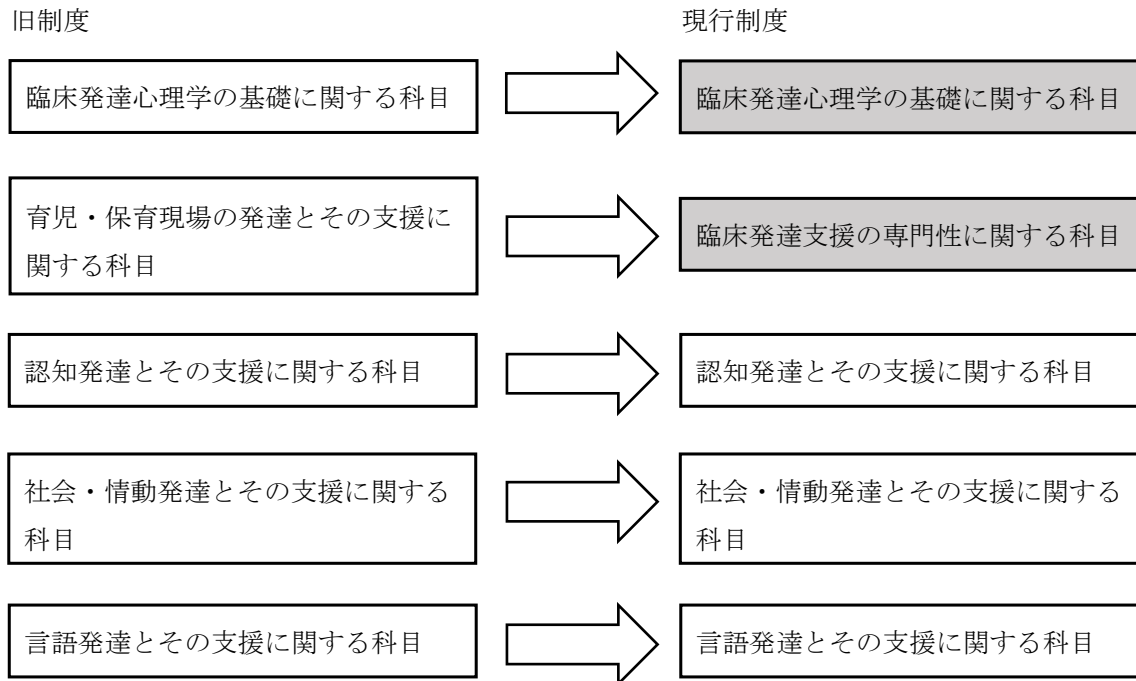 旧制度
現行制度
臨床発達心理学の基礎に関する科目
臨床発達心理学の基礎に関する科目
育児・保育現場の発達とその支援に
関する科目
臨床発達支援の専門性に関する科目
認知発達とその支援に関する科目
認知発達とその支援に関する科目
社会・情動発達とその支援に関する
科目
社会・情動発達とその支援に関する
科目
言語発達とその支援に関する科目
言語発達とその支援に関する科目